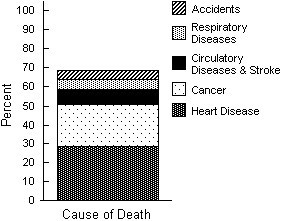 100
90
80
70
60
50
40
30
20
10
0
Percent
Cause of Death
Accidents
Respiratory
Diseases
Circulatory
Diseases & Stroke
Cancer
Heart Disease